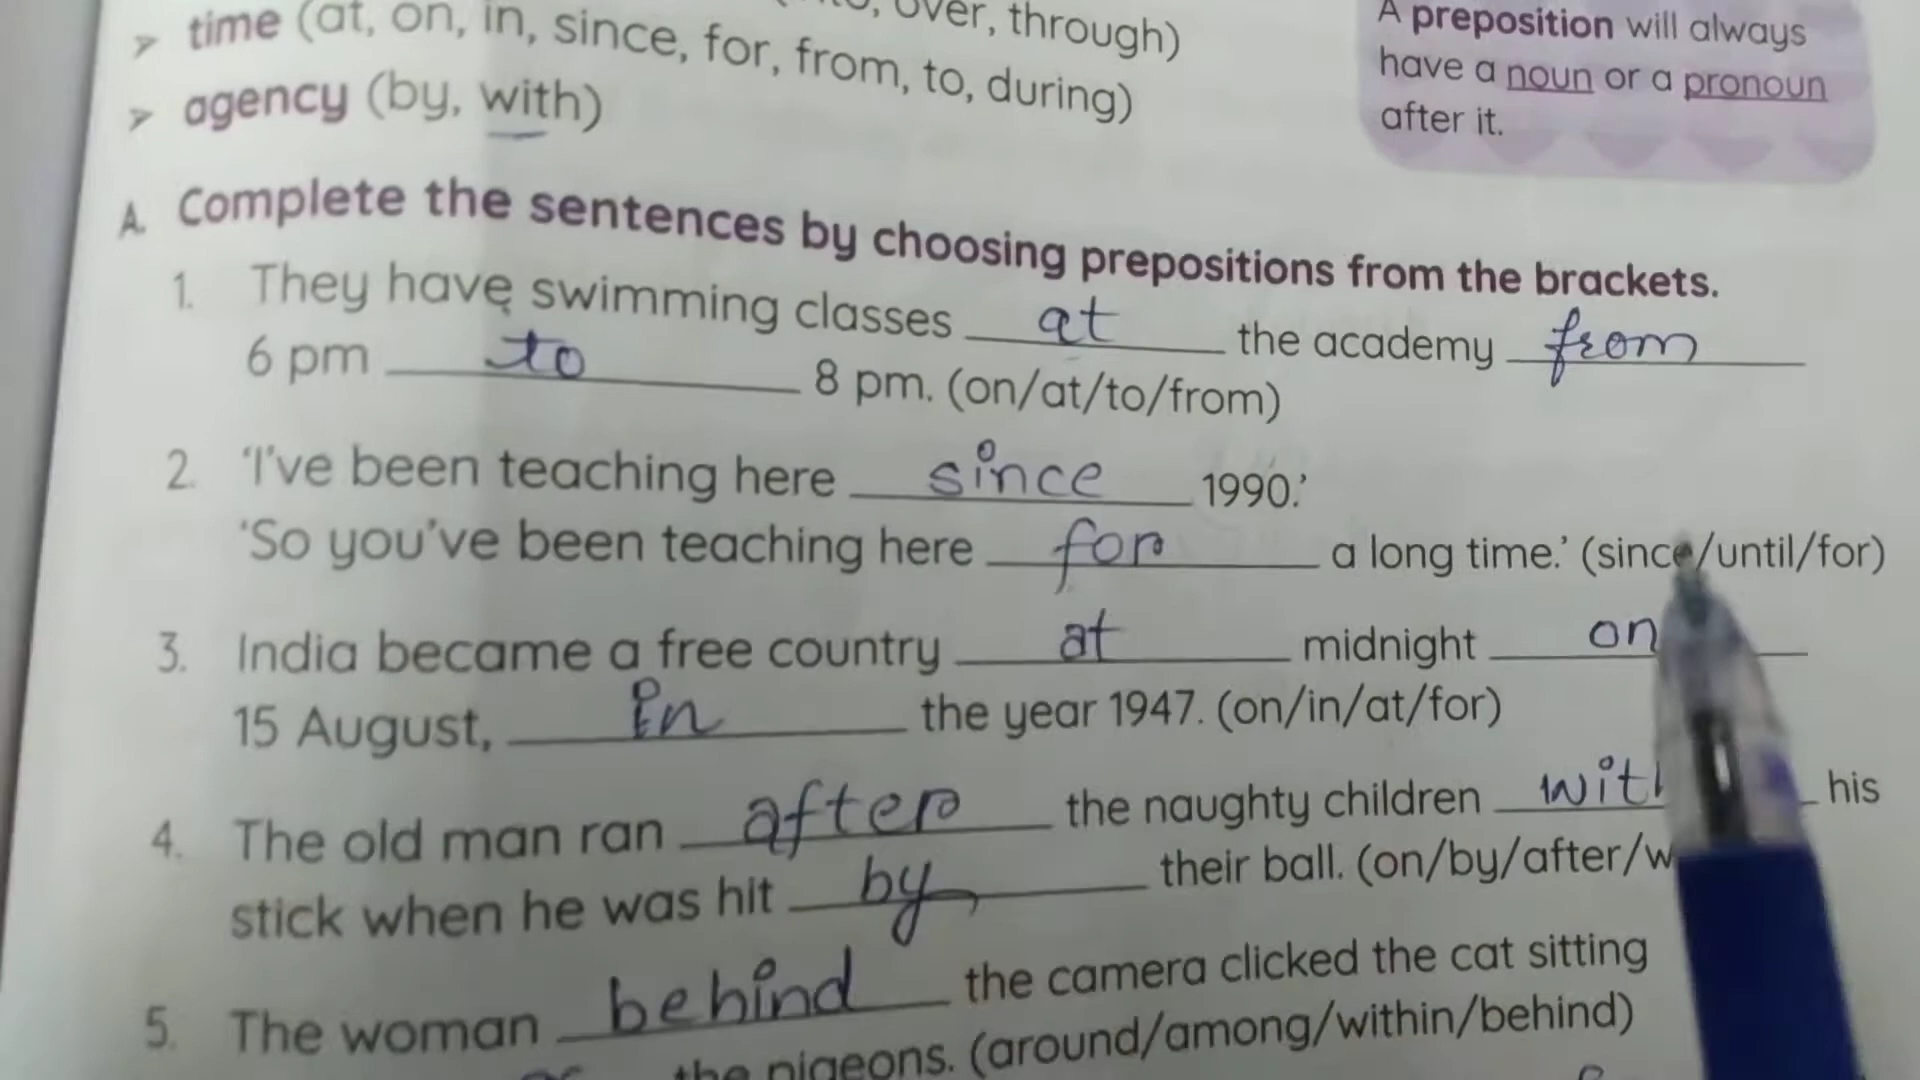 over, through)
➤ time (at, on, in, since, for, from, to, during)
➤ agency (by, with)
A preposition will always
have a noun or a pronoun
after it.
A. Complete the sentences by choosing prepositions from the brackets.
1. They have swimming classes at the academy from
6 pm to 8 pm. (on/at/to/from)
2. 'I've been teaching here since 1990.'
'So you've been teaching here for a long time.' (since/until/for)
3. India became a free country at midnight on
15 August, in the year 1947. (on/in/at/for)
4. The old man ran after the naughty children with his
stick when he was hit by their ball. (on/by/after/w
5. The woman behind the camera clicked the cat sitting
the pigeons. (around/among/within/behind)